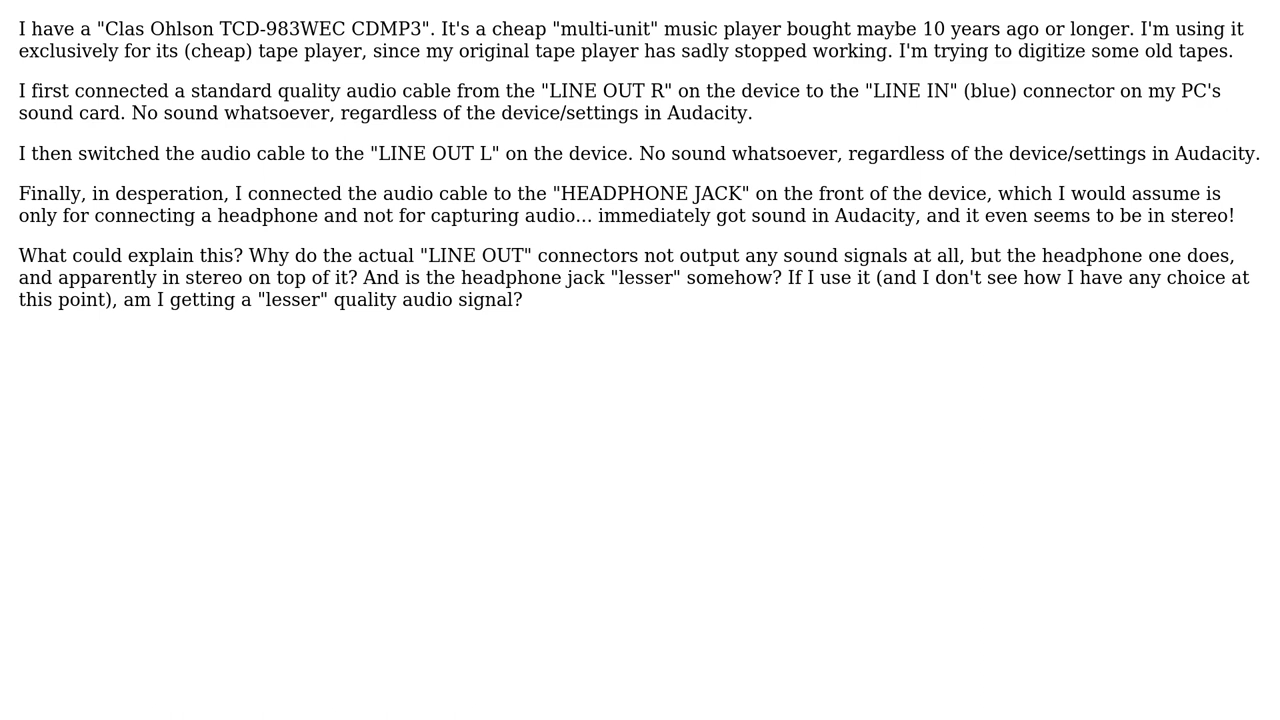 I have a "Clas Ohlson TCD-983WEC CDMP3". It's a cheap "multi-unit" music player bought maybe 10 years ago or longer. I'm using it
exclusively for its (cheap) tape player, since my original tape player has sadly stopped working. I'm trying to digitize some old tapes.
I first connected a standard quality audio cable from the "LINE OUT R" on the device to the "LINE IN" (blue) connector on my PC's
sound card. No sound whatsoever, regardless of the device/settings in Audacity.
I then switched the audio cable to the "LINE OUT L" on the device. No sound whatsoever, regardless of the device/settings in Audacity.
Finally, in desperation, I connected the audio cable to the "HEADPHONE JACK" on the front of the device, which I would assume is
only for connecting a headphone and not for capturing audio... immediately got sound in Audacity, and it even seems to be in stereo!
What could explain this? Why do the actual "LINE OUT" connectors not output any sound signals at all, but the headphone one does,
and apparently in stereo on top of it? And is the headphone jack "lesser" somehow? If I use it (and I don't see how I have any choice at
this point), am I getting a "lesser" quality audio signal?